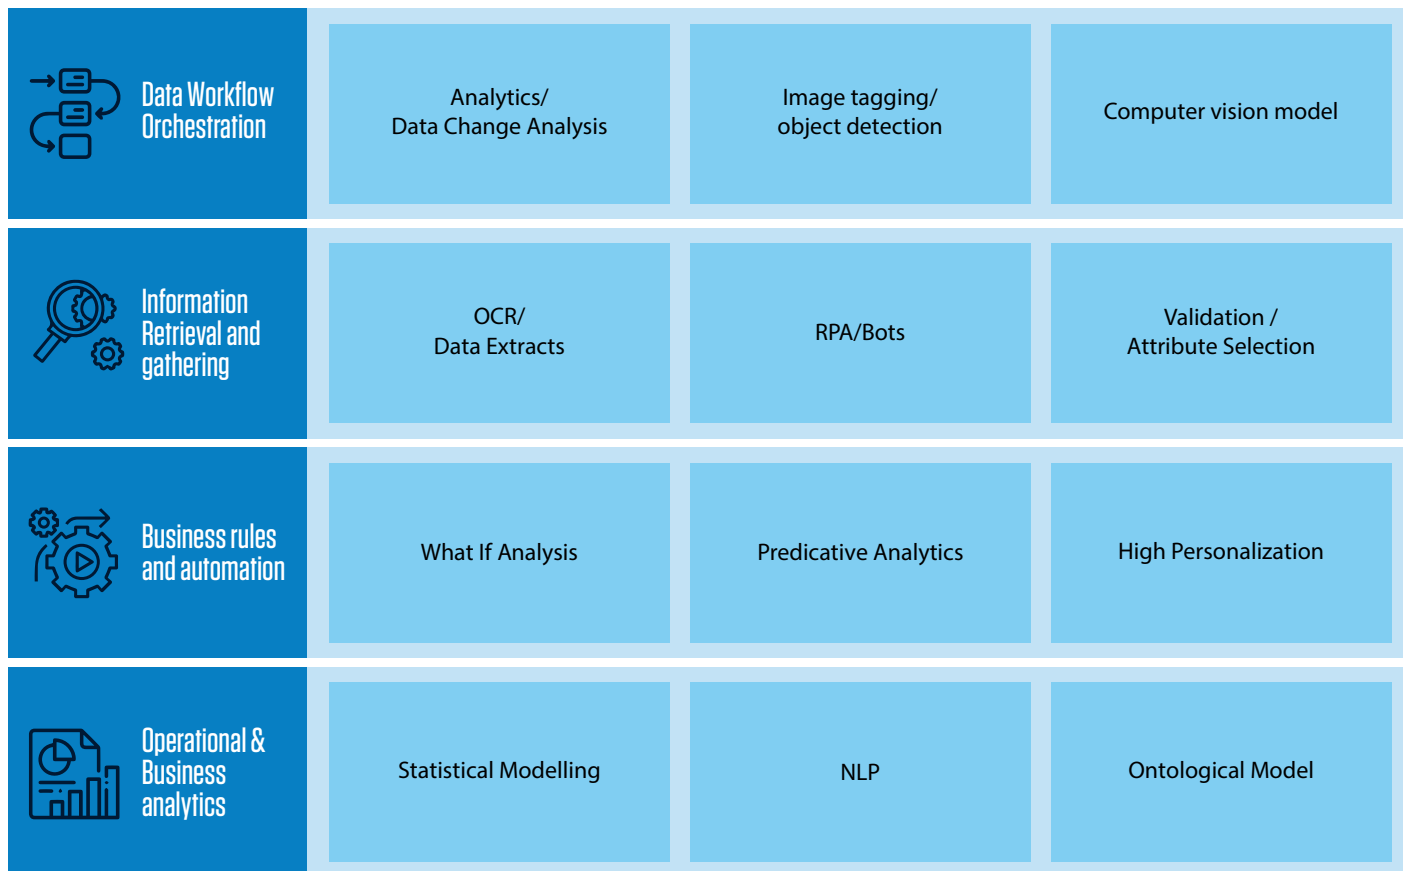 Data Workflow
Orchestration
Analytics/
Data Change Analysis
Image tagging/
object detection
Computer vision model
Information
Retrieval and
gathering
OCR/
Data Extracts
RPA/Bots
Validation /
Attribute Selection
Business rules
and automation
What If Analysis
Predicative Analytics
High Personalization
Operational &
Business
analytics
Statistical Modelling
NLP
Ontological Model